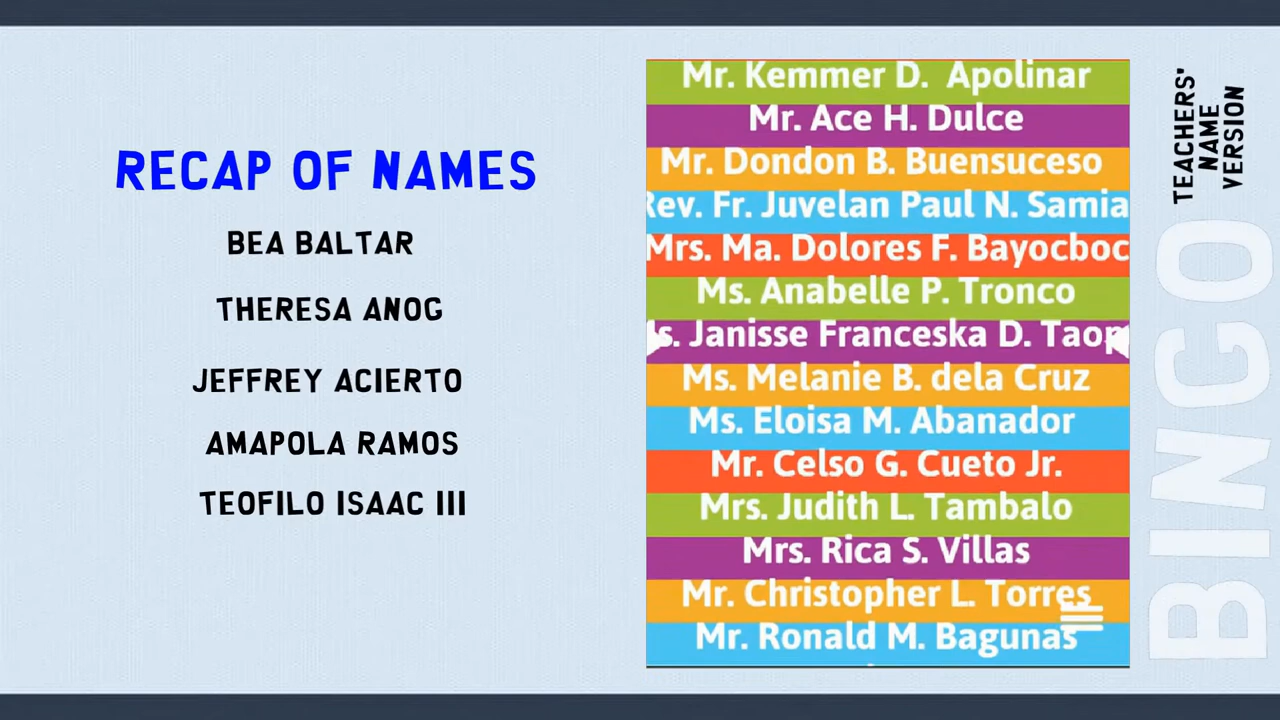 RECAP OF NAMES
BEA BALTAR
THERESA ANOG
JEFFREY ACIERTO
AMAPOLA RAMOS
TEOFILO ISAAC III
Mr. Kemmer D. Apolinar
Mr. Ace H. Dulce
Mr. Dondon B. Buensuceso
Rev. Fr. Juvelan Paul N. Samia
Mrs. Ma. Dolores F. Bayocboc
Ms. Anabelle P. Tronco
Janisse Franceska D.
Ms. Melanie B. dela Cruz
Ms. Eloisa M. Abanador
Mr. Celso G. Cueto Jr.
Mrs. Judith L. Tambalo
Mrs. Rica S. Villas
Mr. Christopher L. Torres
Mr. Ronald M. Bagunas
TEACHERS'
NAME
VERSION
BINGO